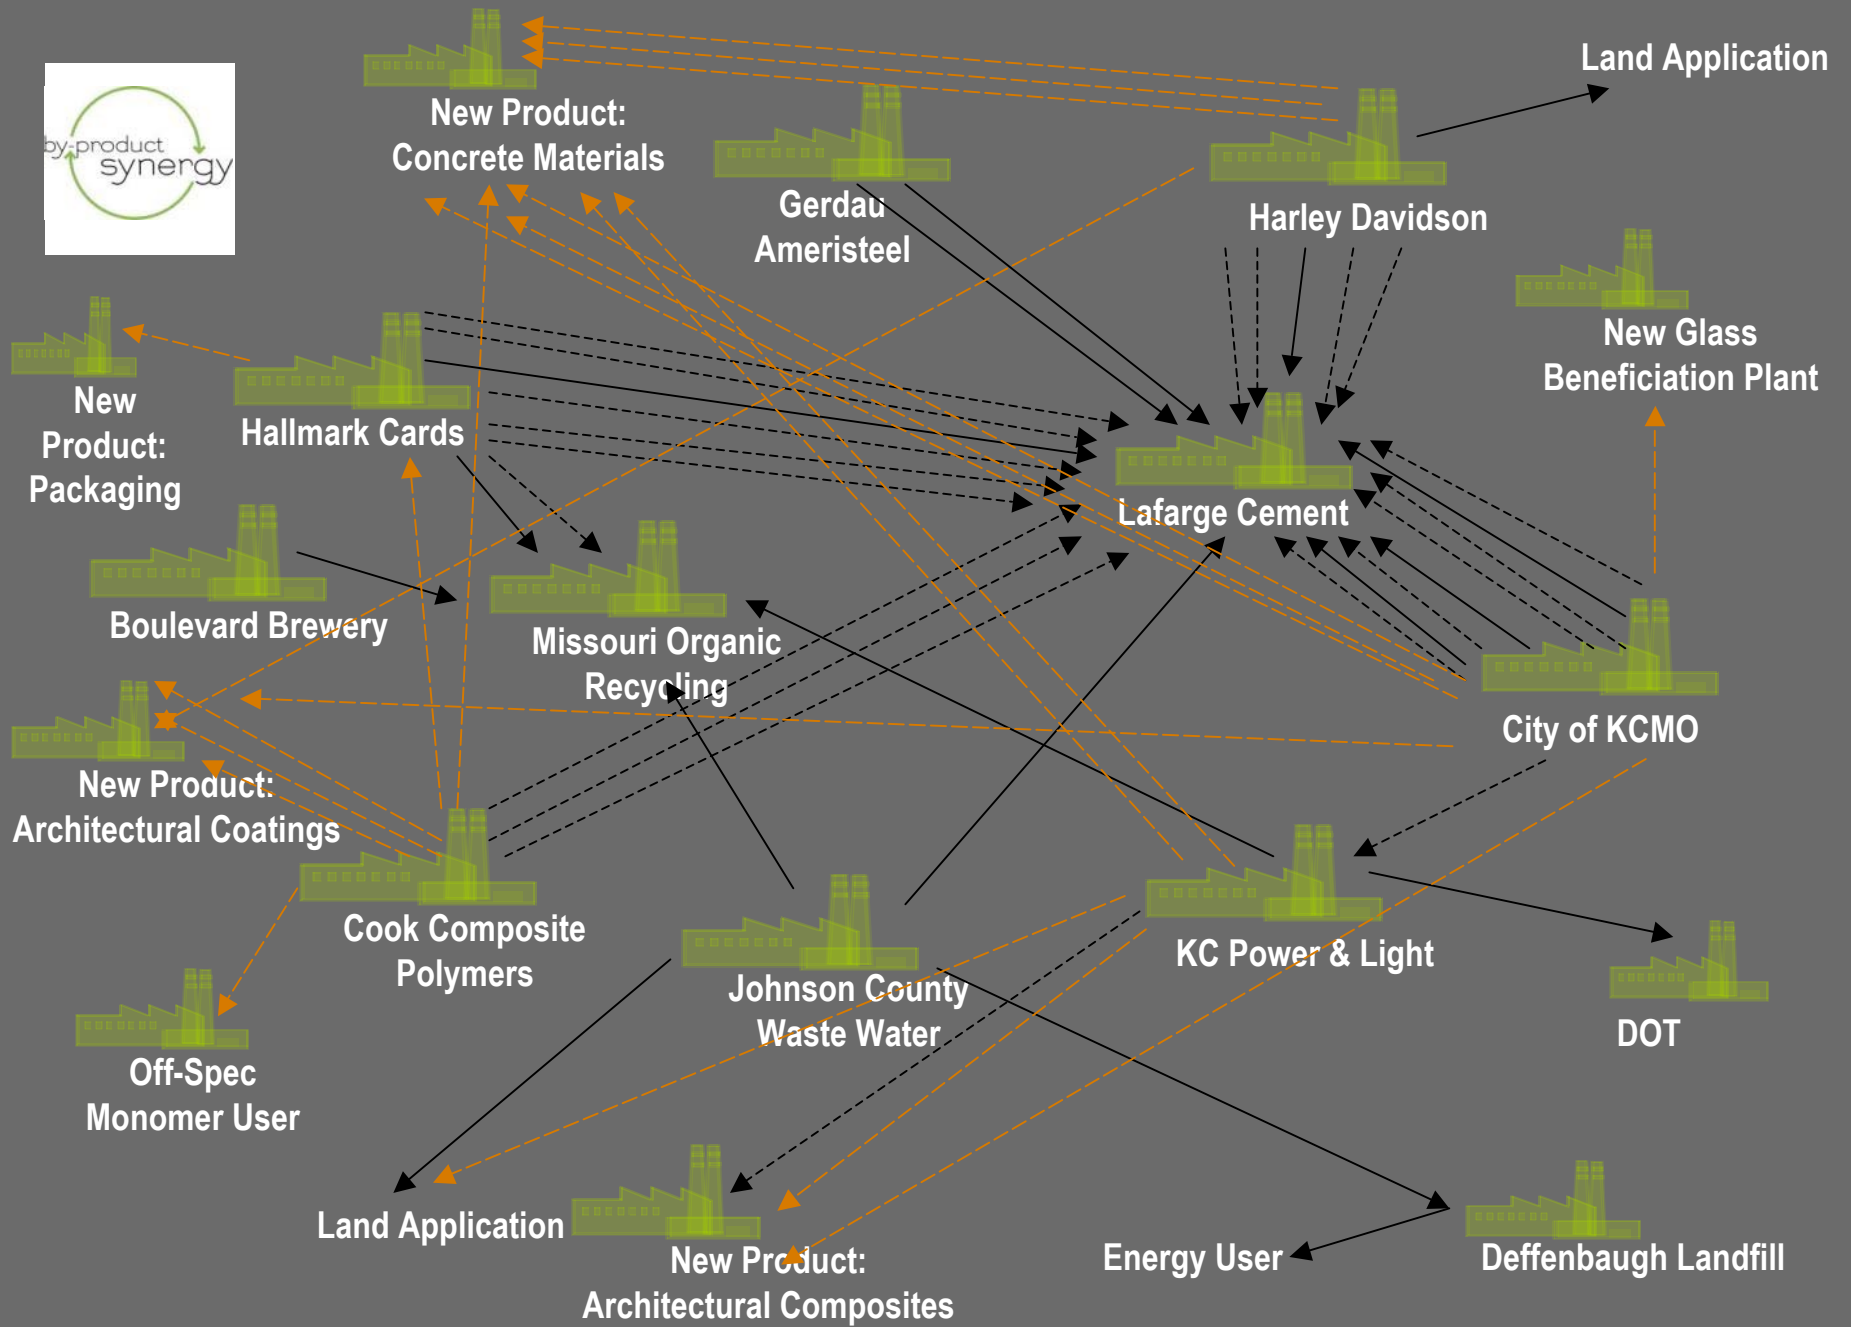 by-product
synergy
New Product:
Concrete Materials
Gerdau
Ameristeel
Land Application
Harley Davidson
New Glass
Beneficiation Plant
New
Product:
Packaging
Hallmark Cards
Lafarge Cement
Boulevard Brewery
Missouri Organic
Recycling
City of KCMO
New Product:
Architectural Coatings
Cook Composite
Polymers
Johnson County
Waste Water
KC Power & Light
DOT
Off-Spec
Monomer User
Land Application
New Product:
Architectural Composites
Energy User
Deffenbaugh Landfill